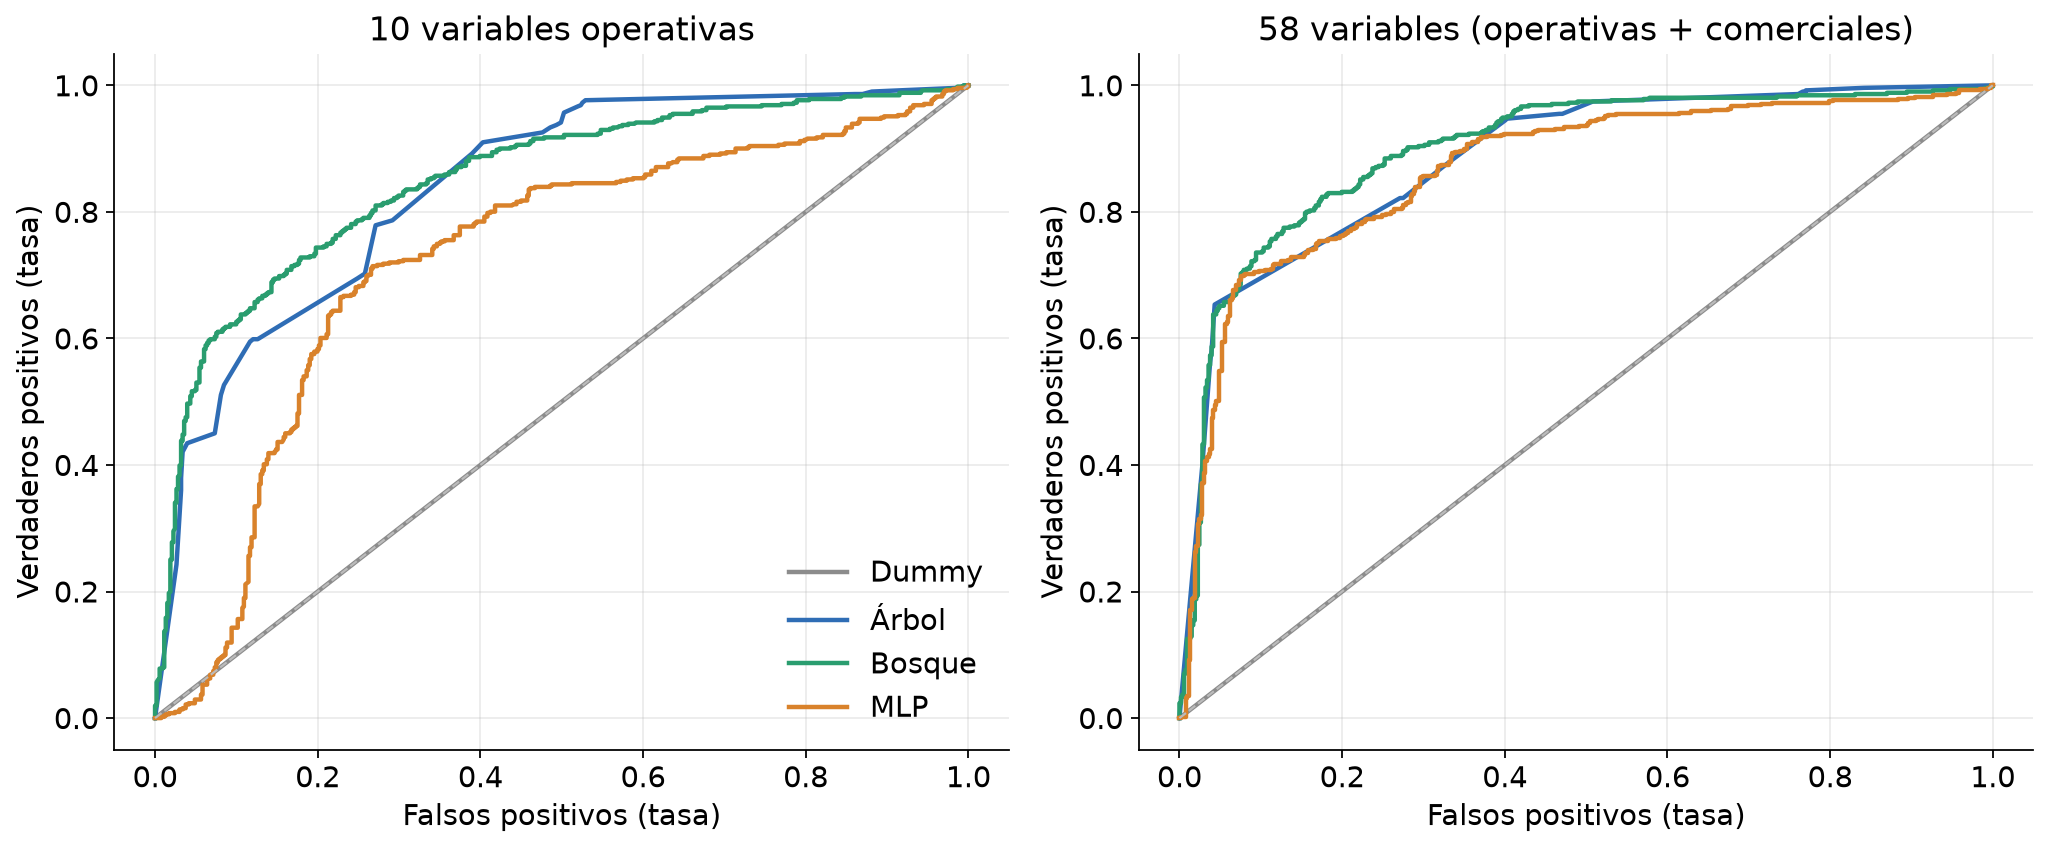 10 variables operativas
Verdaderos positivos (tasa)
1.0
0.8
0.6
0.4
0.2
0.0
Dummy
Árbol
Bosque
MLP
0.0 0.2 0.4 0.6 0.8 1.0
Falsos positivos (tasa)
58 variables (operativas + comerciales)
Verdaderos positivos (tasa)
1.0
0.8
0.6
0.4
0.2
0.0
0.0 0.2 0.4 0.6 0.8 1.0
Falsos positivos (tasa)